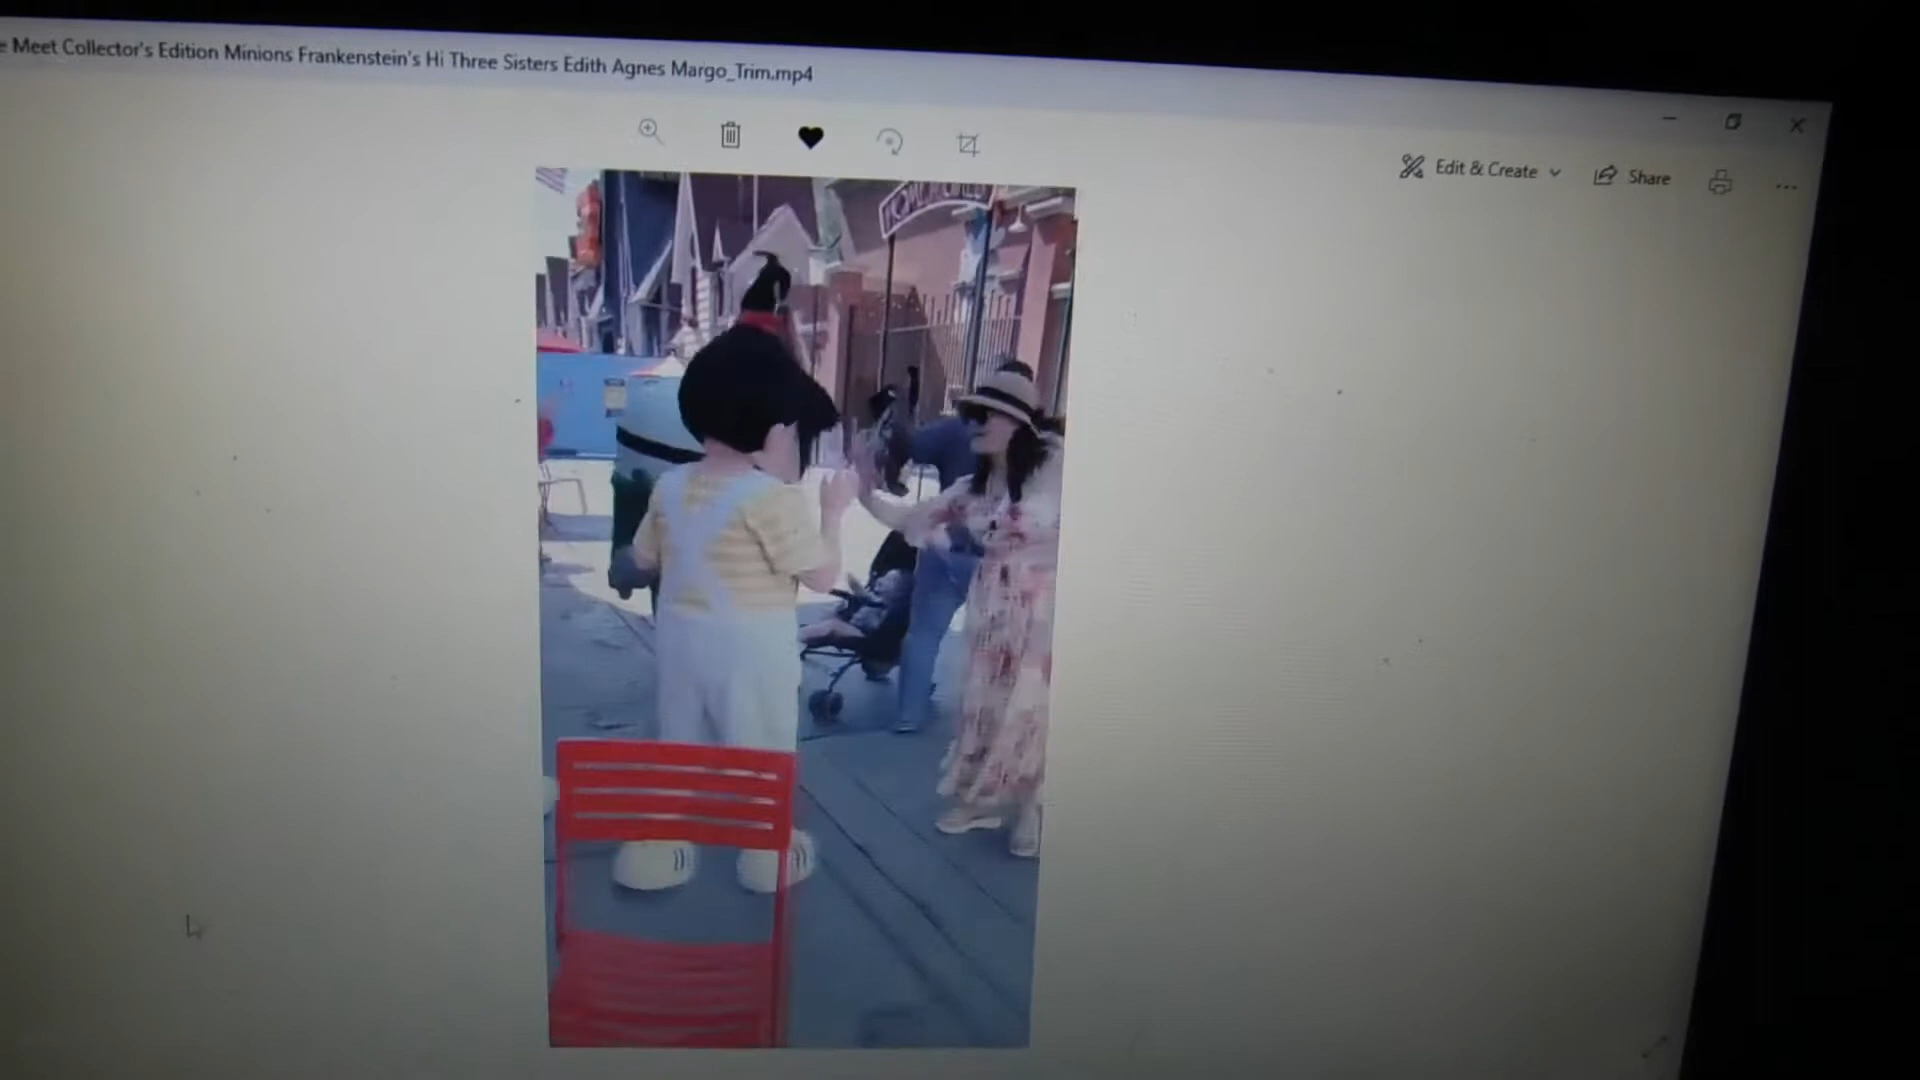 e Meet Collector's Edition Minions Frankenstein's Hi Three Sisters Edith Agnes Margo_Trim.mp4
Edit & Create
Share